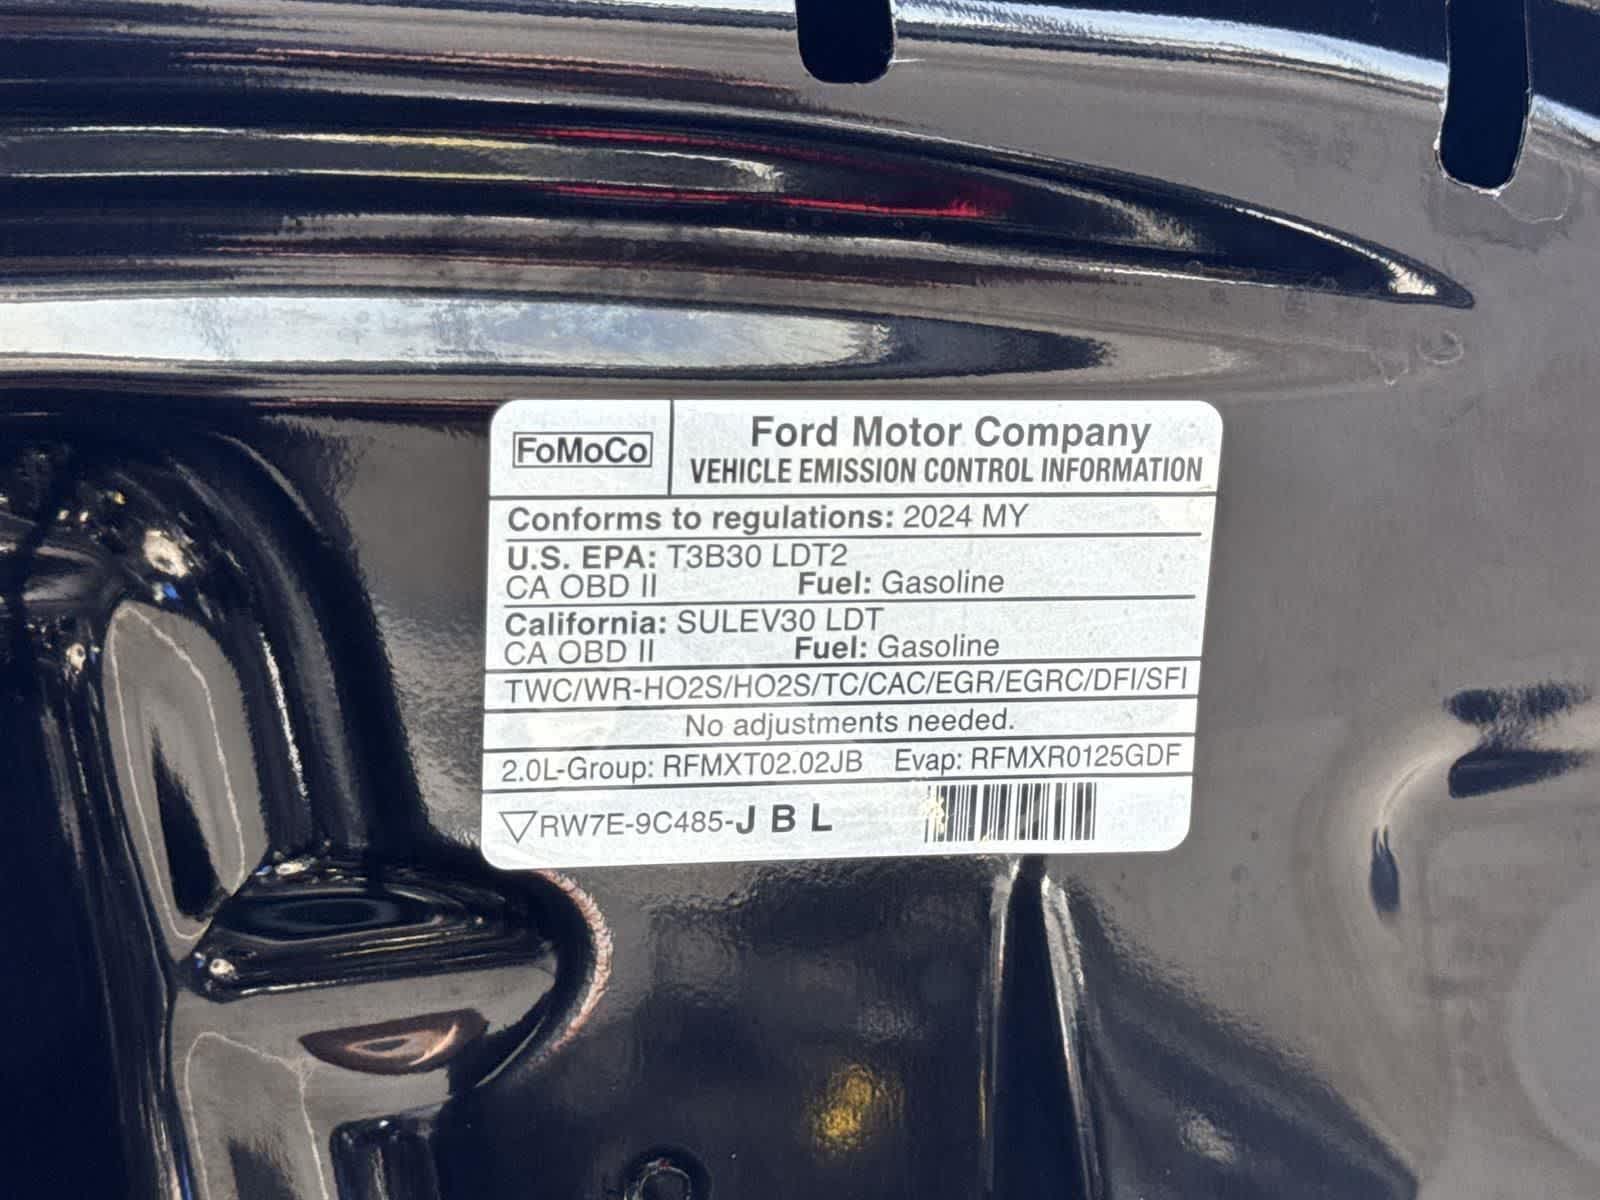 FoMoCo
Ford Motor Company
VEHICLE EMISSION CONTROL INFORMATION
Conforms to regulations: 2024 MY
U.S. EPA: T3B30 LDT2
CA OBD II Fuel: Gasoline
California: SULEV30 LDT
CA OBD II Fuel: Gasoline
TWC/WR-HO2S/HO2S/TC/CAC/EGR/EGRC/DFI/SFI
No adjustments needed.
2.0L-Group: RFMXT02.02JB Evap: RFMXR0125GDF
RW7E-9C485-J B L